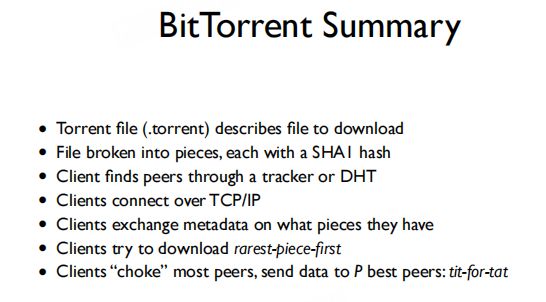 BitTorrent Summary
• Torrent file (.torrent) describes file to download
• File broken into pieces, each with a SHA1 hash
• Client finds peers through a tracker or DHT
• Clients connect over TCP/IP
• Clients exchange metadata on what pieces they have
• Clients try to download rarest-piece-first
• Clients “choke” most peers, send data to P best peers: tit-for-tat